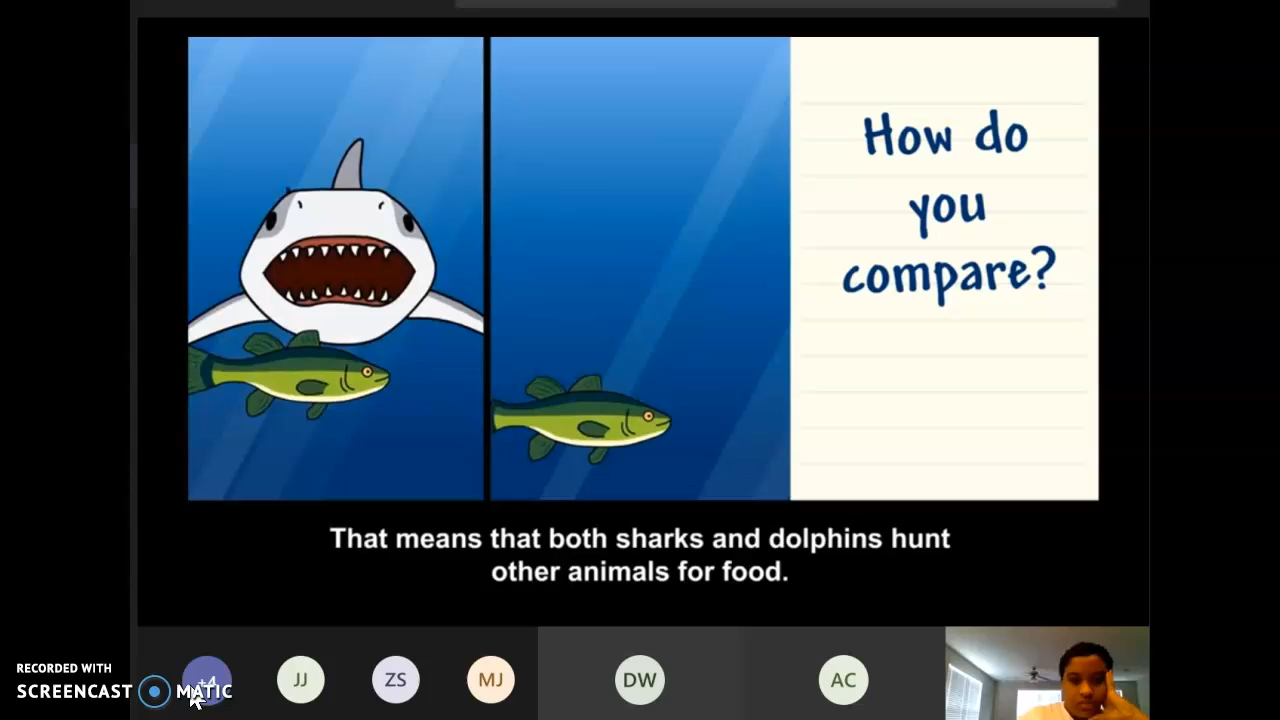 How do
you
compare?
That means that both sharks and dolphins hunt
other animals for food.
RECORDED WITH
SCREENCAST MATIC
+4
JJ
ZS
MJ
DW
AC